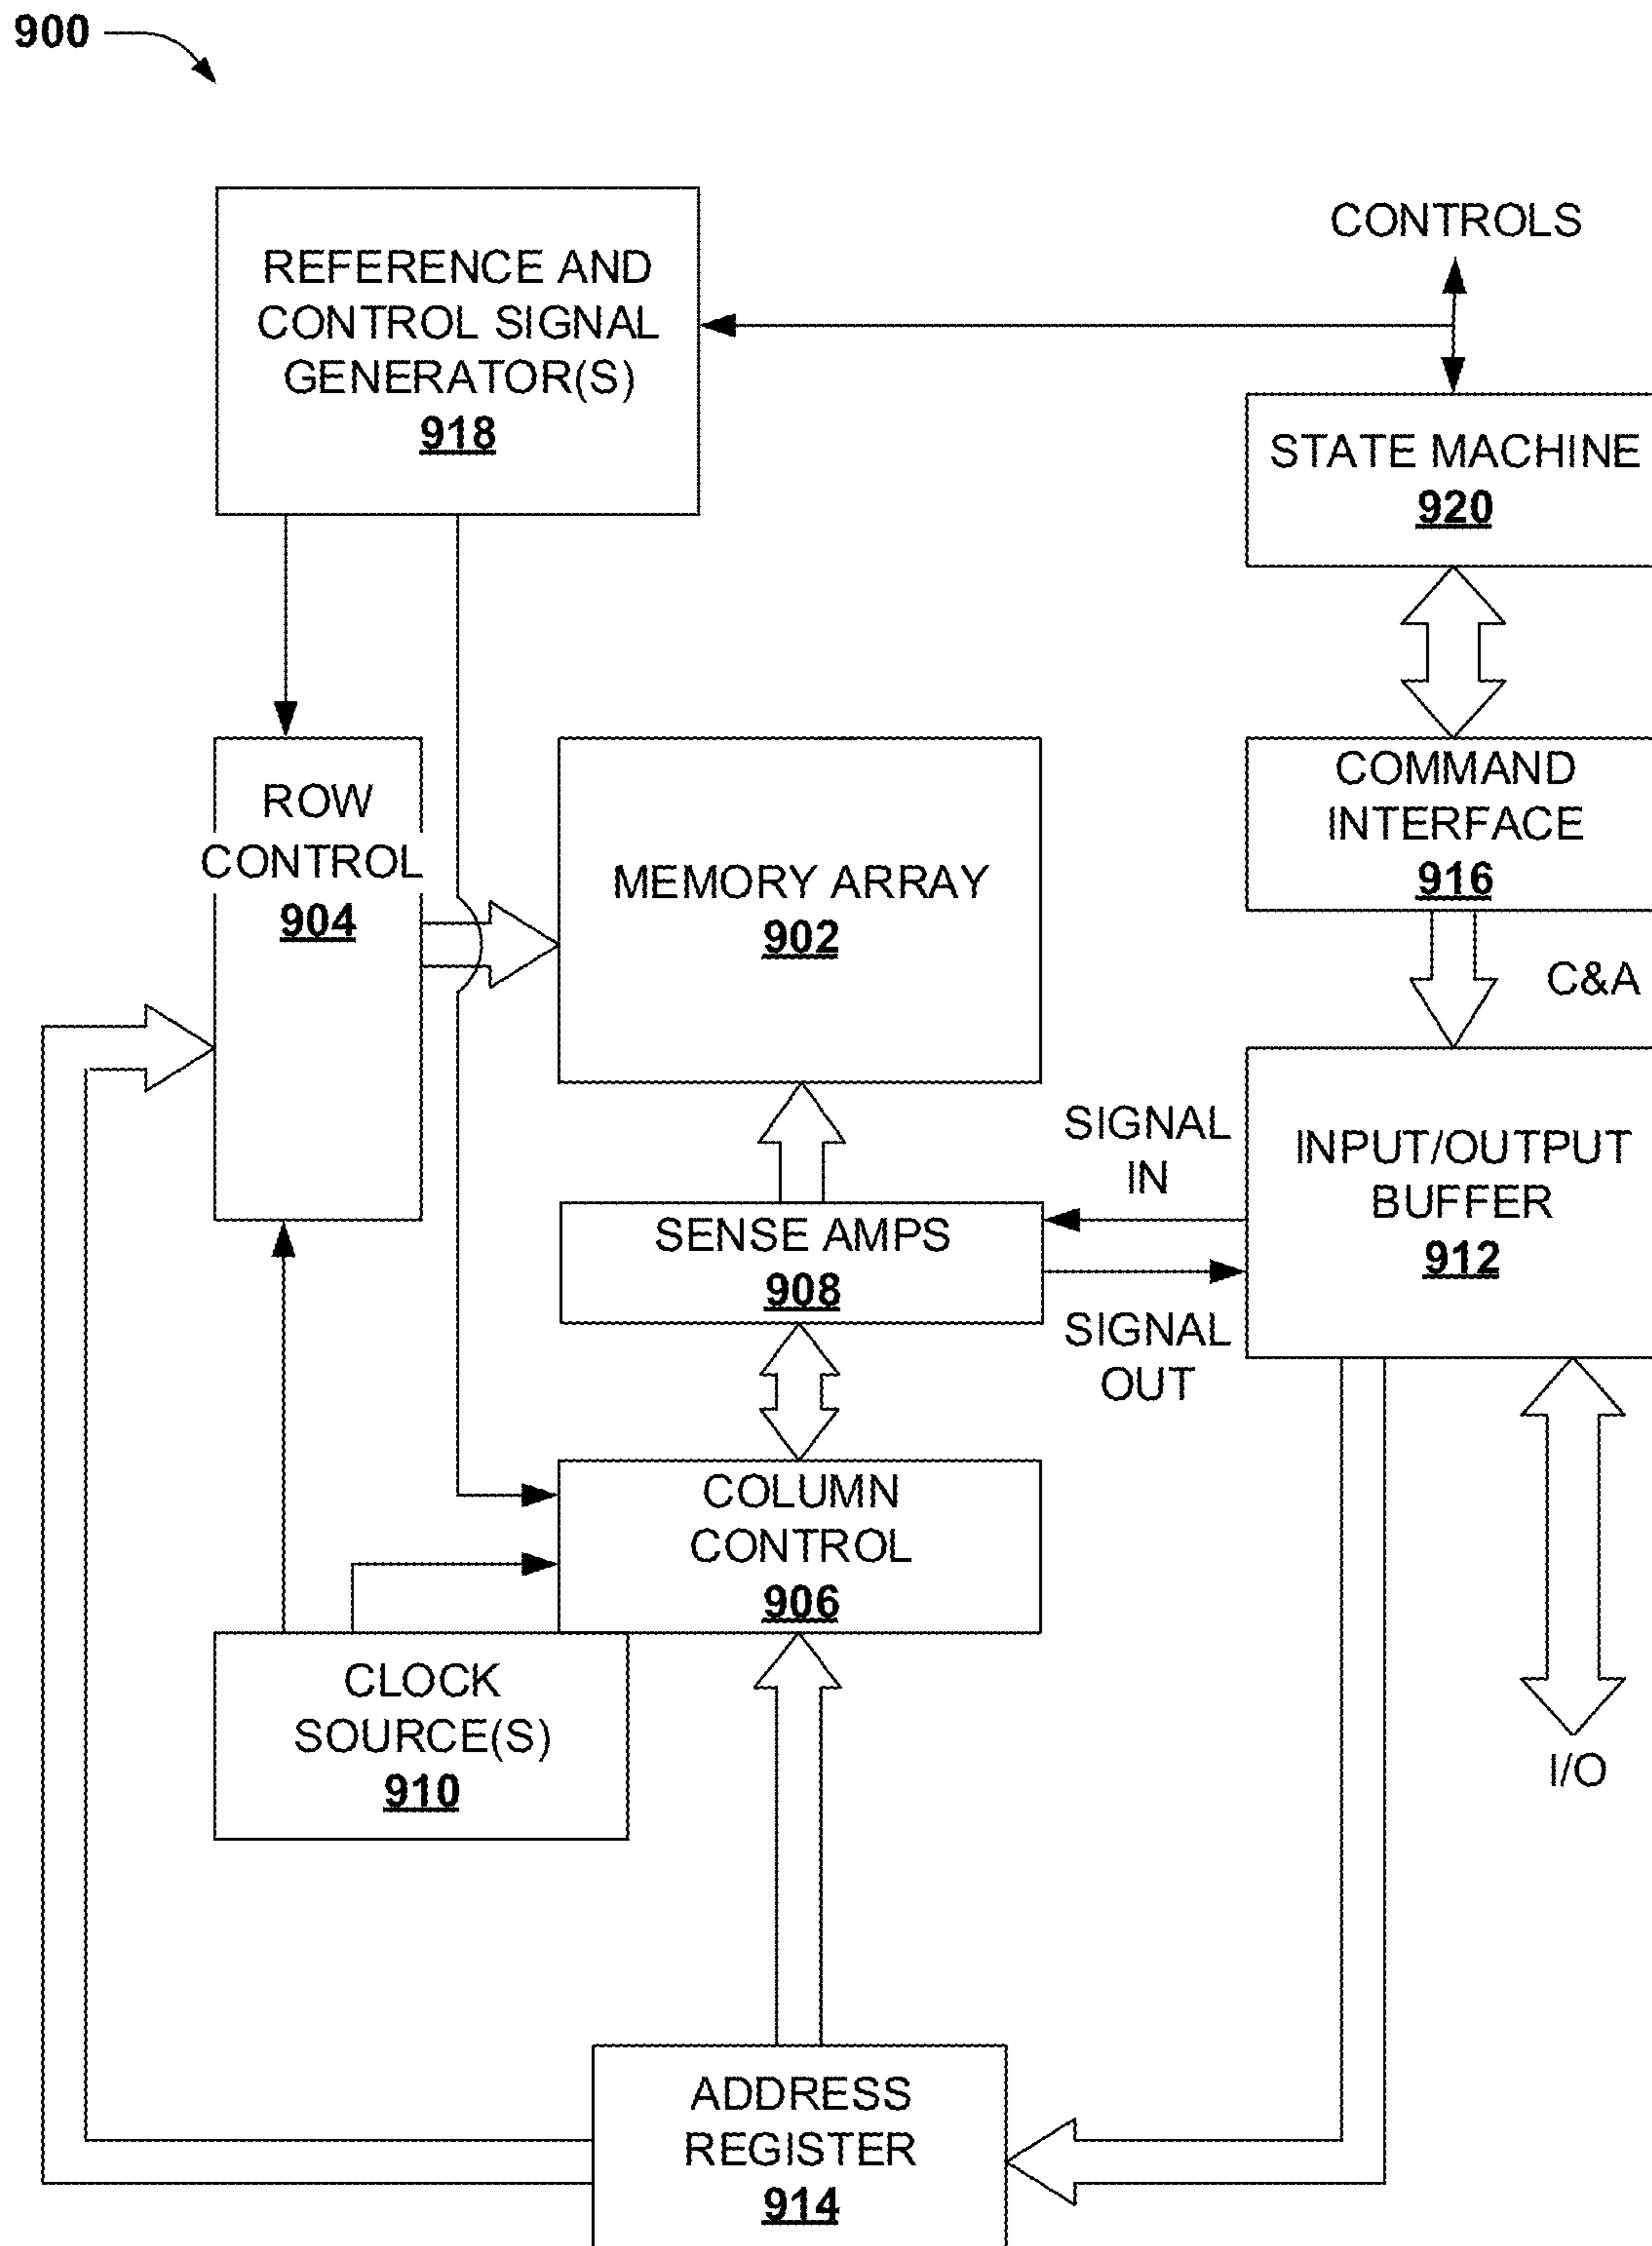 900
REFERENCE AND
CONTROL SIGNAL
GENERATOR(S)
918
CONTROLS
STATE MACHINE
920
ROW
CONTROL
904
MEMORY ARRAY
902
COMMAND
INTERFACE
916
C&A
SIGNAL
IN
INPUT/OUTPUT
BUFFER
912
SENSE AMPS
908
SIGNAL
OUT
COLUMN
CONTROL
906
CLOCK
SOURCE(S)
910
I/O
ADDRESS
REGISTER
914